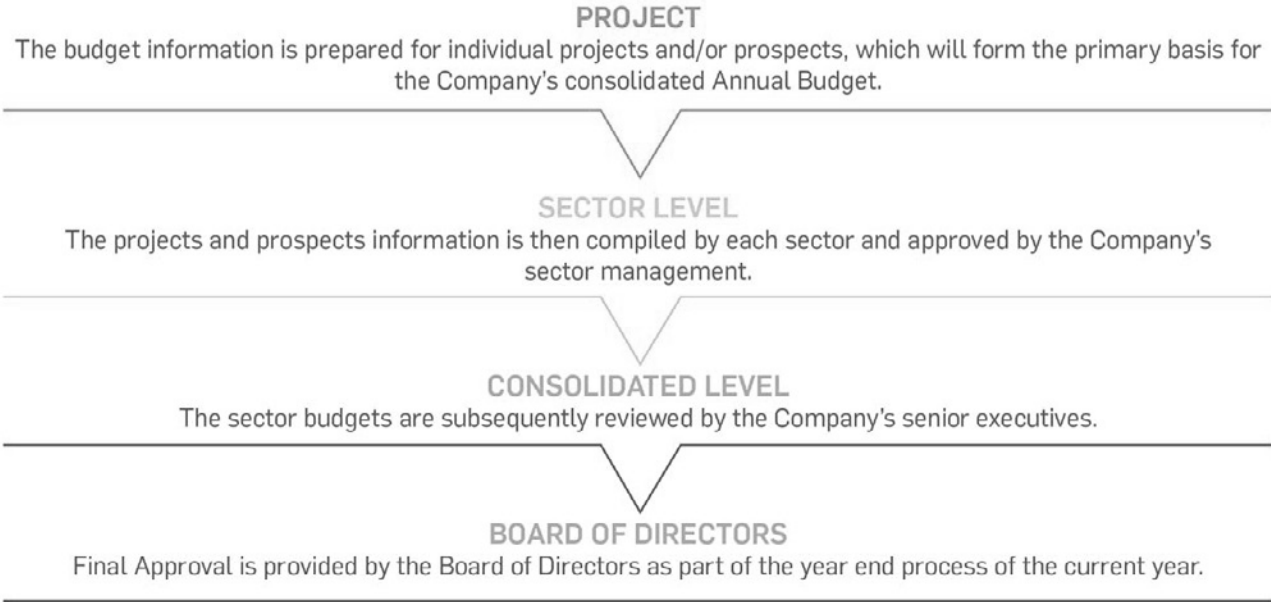 PROJECT
The budget information is prepared for individual projects and/or prospects, which will form the primary basis for
the Company's consolidated Annual Budget.
SECTOR LEVEL
The projects and prospects information is then compiled by each sector and approved by the Company's
sector management.
CONSOLIDATED LEVEL
The sector budgets are subsequently reviewed by the Company's senior executives.
BOARD OF DIRECTORS
Final Approval is provided by the Board of Directors as part of the year end process of the current year.